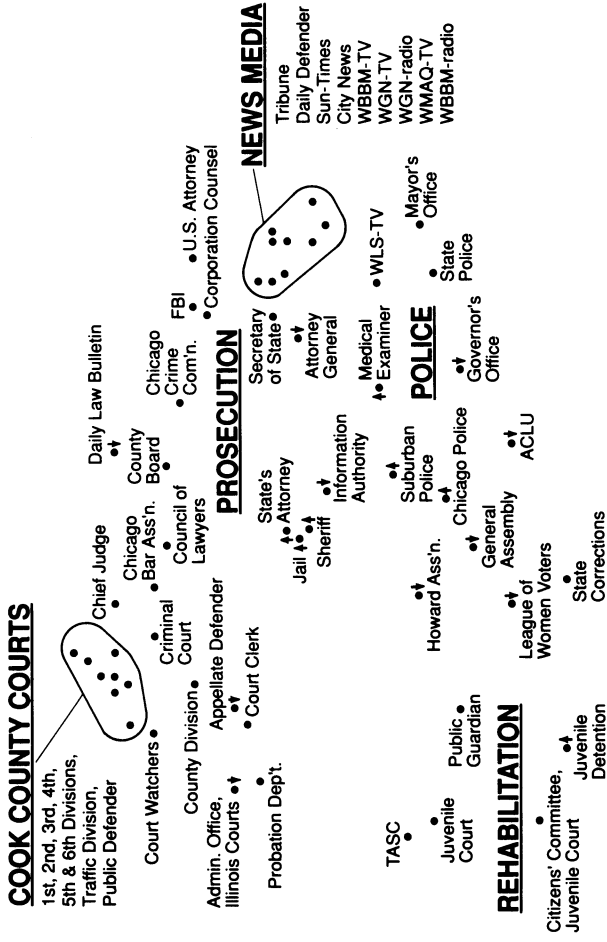 COOK COUNTY COURTS
1st, 2nd, 3rd, 4th,
5th & 6th Divisions,
Traffic Division,
Public Defender
Chief Judge
Daily Law Bulletin
Court Watchers
Criminal
Court
Chicago
Bar Ass'n.
County
Board
Council of
Lawyers
Chicago
Crime
Com'n.
FBI
U.S. Attorney
Corporation Counsel
County Division
Appellate Defender
Court Clerk
Admin. Office,
Illinois Courts
Probation Dep't.
PROSECUTION
NEWS MEDIA
Tribune
Daily Defender
Sun-Times
City News
WBBM-TV
WGN-TV
WGN-radio
WMAQ-TV
WBBM-radio
State's
Attorney
Jail
Sheriff
Information
Authority
Secretary
of State
Attorney
General
Medical
Examiner
WLS-TV
Mayor's
Office
State
Police
POLICE
Governor's
Office
Suburban
Police
Chicago Police
ACLU
General
Assembly
Howard Ass'n.
League of
Women Voters
State
Corrections
TASC
Juvenile
Court
Public
Guardian
REHABILITATION
Citizens' Committee,
Juvenile Court
Juvenile
Detention